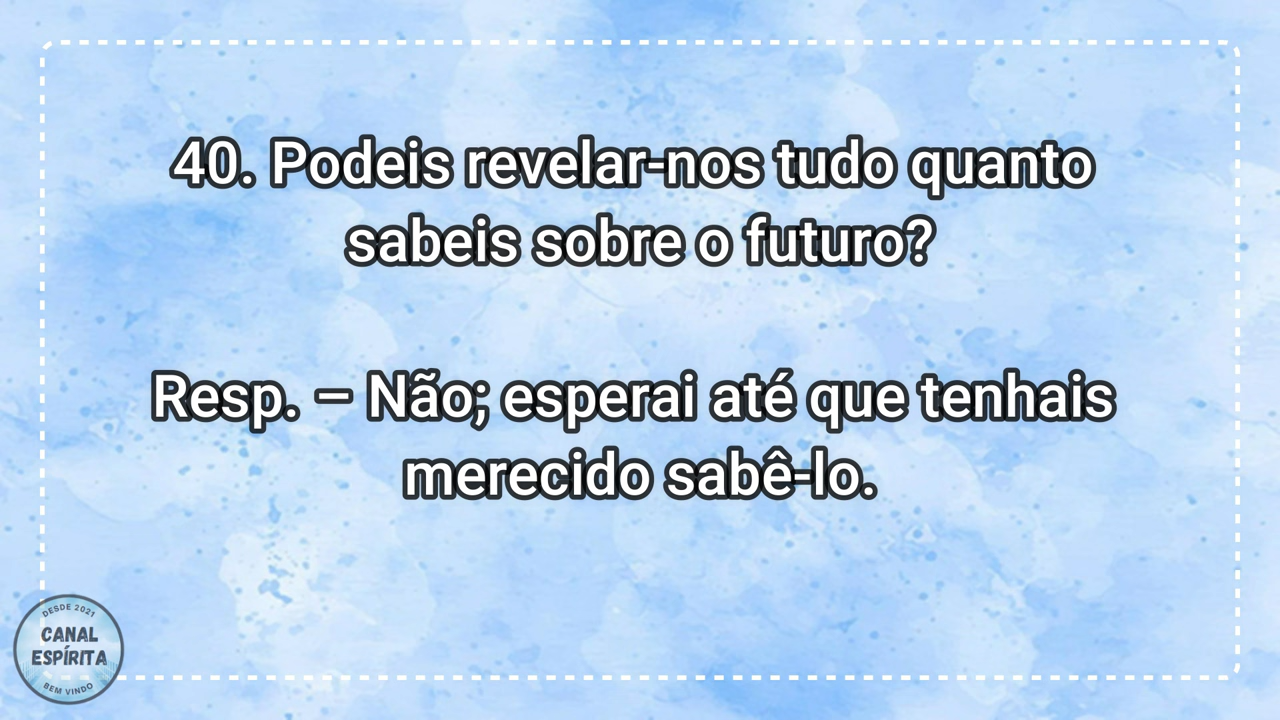 40. Podeis revelar-nos tudo quanto
sabeis sobre o futuro?
Resp. – Não; esperai até que tenhais
merecido sabê-lo.
DESDE 2021
CANAL
ESPÍRITA
BEM VINDO